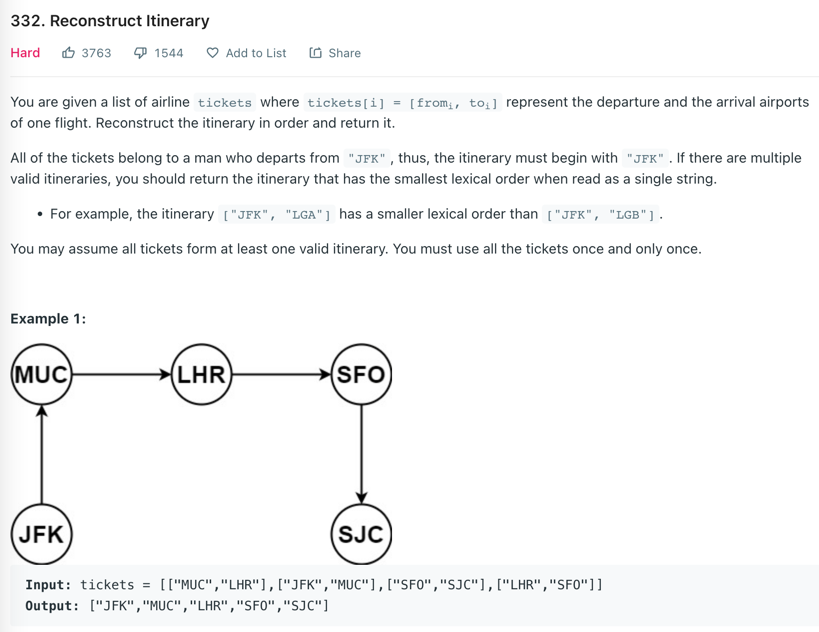 332. Reconstruct Itinerary
Hard 3763 1544 Add to List Share
You are given a list of airline tickets where tickets[i] = [fromᵢ, toᵢ] represent the departure and the arrival airports
of one flight. Reconstruct the itinerary in order and return it.
All of the tickets belong to a man who departs from "JFK" , thus, the itinerary must begin with "JFK" . If there are multiple
valid itineraries, you should return the itinerary that has the smallest lexical order when read as a single string.
• For example, the itinerary ["JFK", "LGA"] has a smaller lexical order than ["JFK", "LGB"] .
You may assume all tickets form at least one valid itinerary. You must use all the tickets once and only once.
Example 1:
MUC LHR SFO
JFK SJC
Input: tickets = [["MUC","LHR"],["JFK","MUC"],["SFO","SJC"],["LHR","SFO"]]
Output: ["JFK","MUC","LHR","SFO","SJC"]